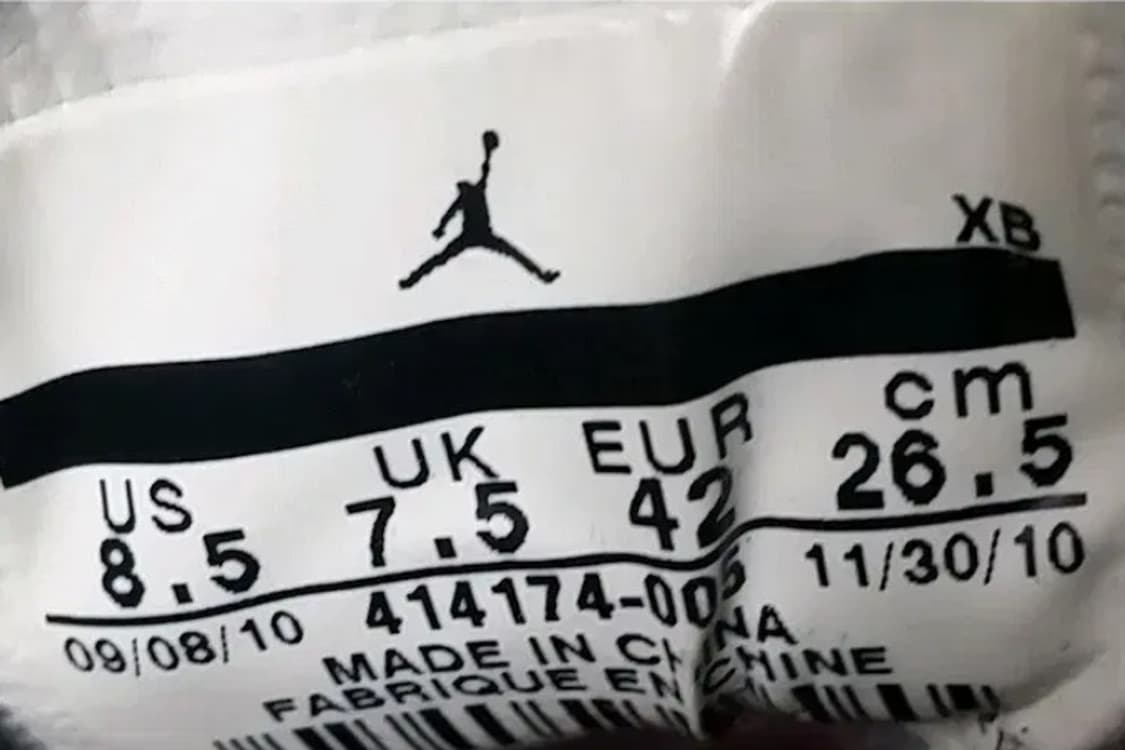 XB
US UK EUR cm
8.5 7.5 42 26.5
09/08/10 414174-005 11/30/10
MADE IN CHINA
FABRIQUE EN CHINE